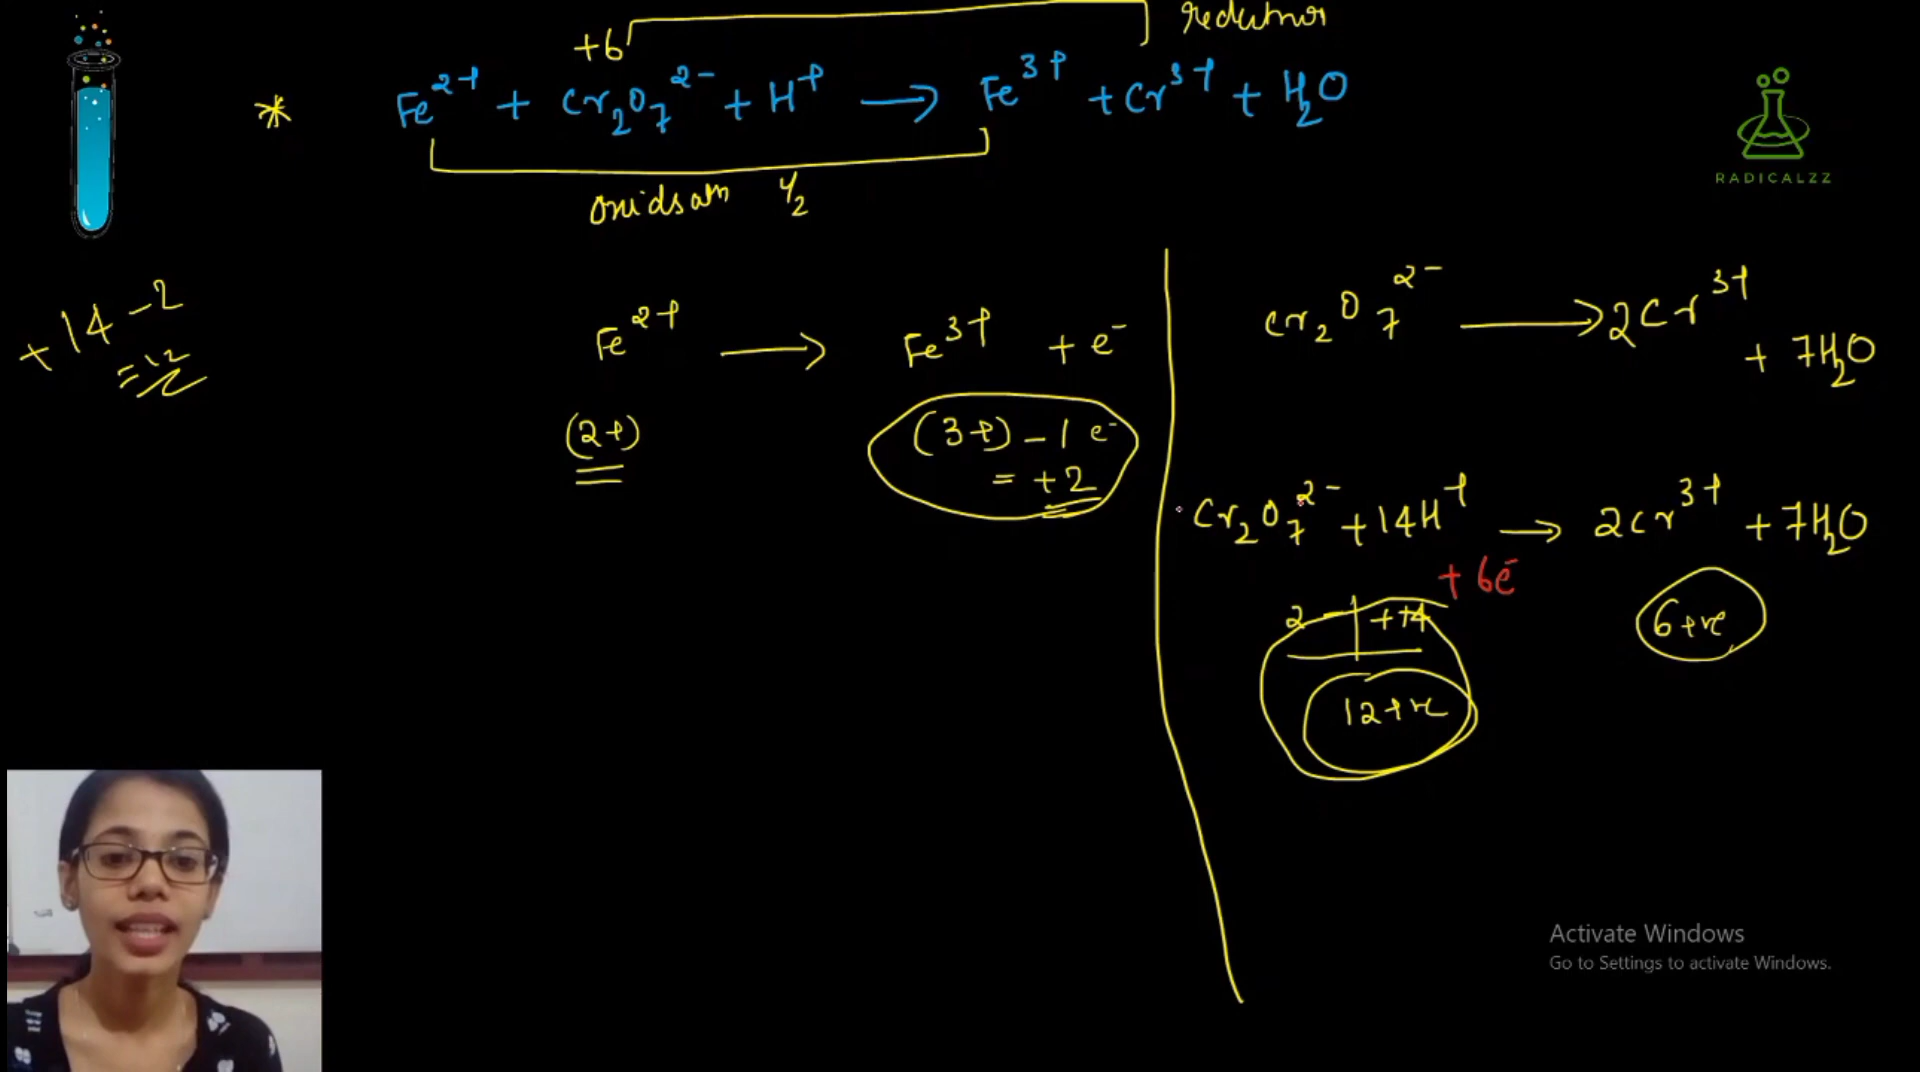 reduction
+6
* Fe²⁺ + Cr₂O₇²⁻ + H⁺ → Fe³⁺ + Cr³⁺ + H₂O
RADICALZZ
½
+14-2
=12
Fe²⁺ → Fe³⁺ + e⁻
(2+)
(3+) - 1 e⁻
= +2
Cr₂O₇²⁻ → 2Cr³⁺
+ 7H₂O
Cr₂O₇²⁻ + 14H⁺ → 2Cr³⁺ + 7H₂O
+ 6e⁻
2- | +14
12+ve
6+ve
Activate Windows
Go to Settings to activate Windows.